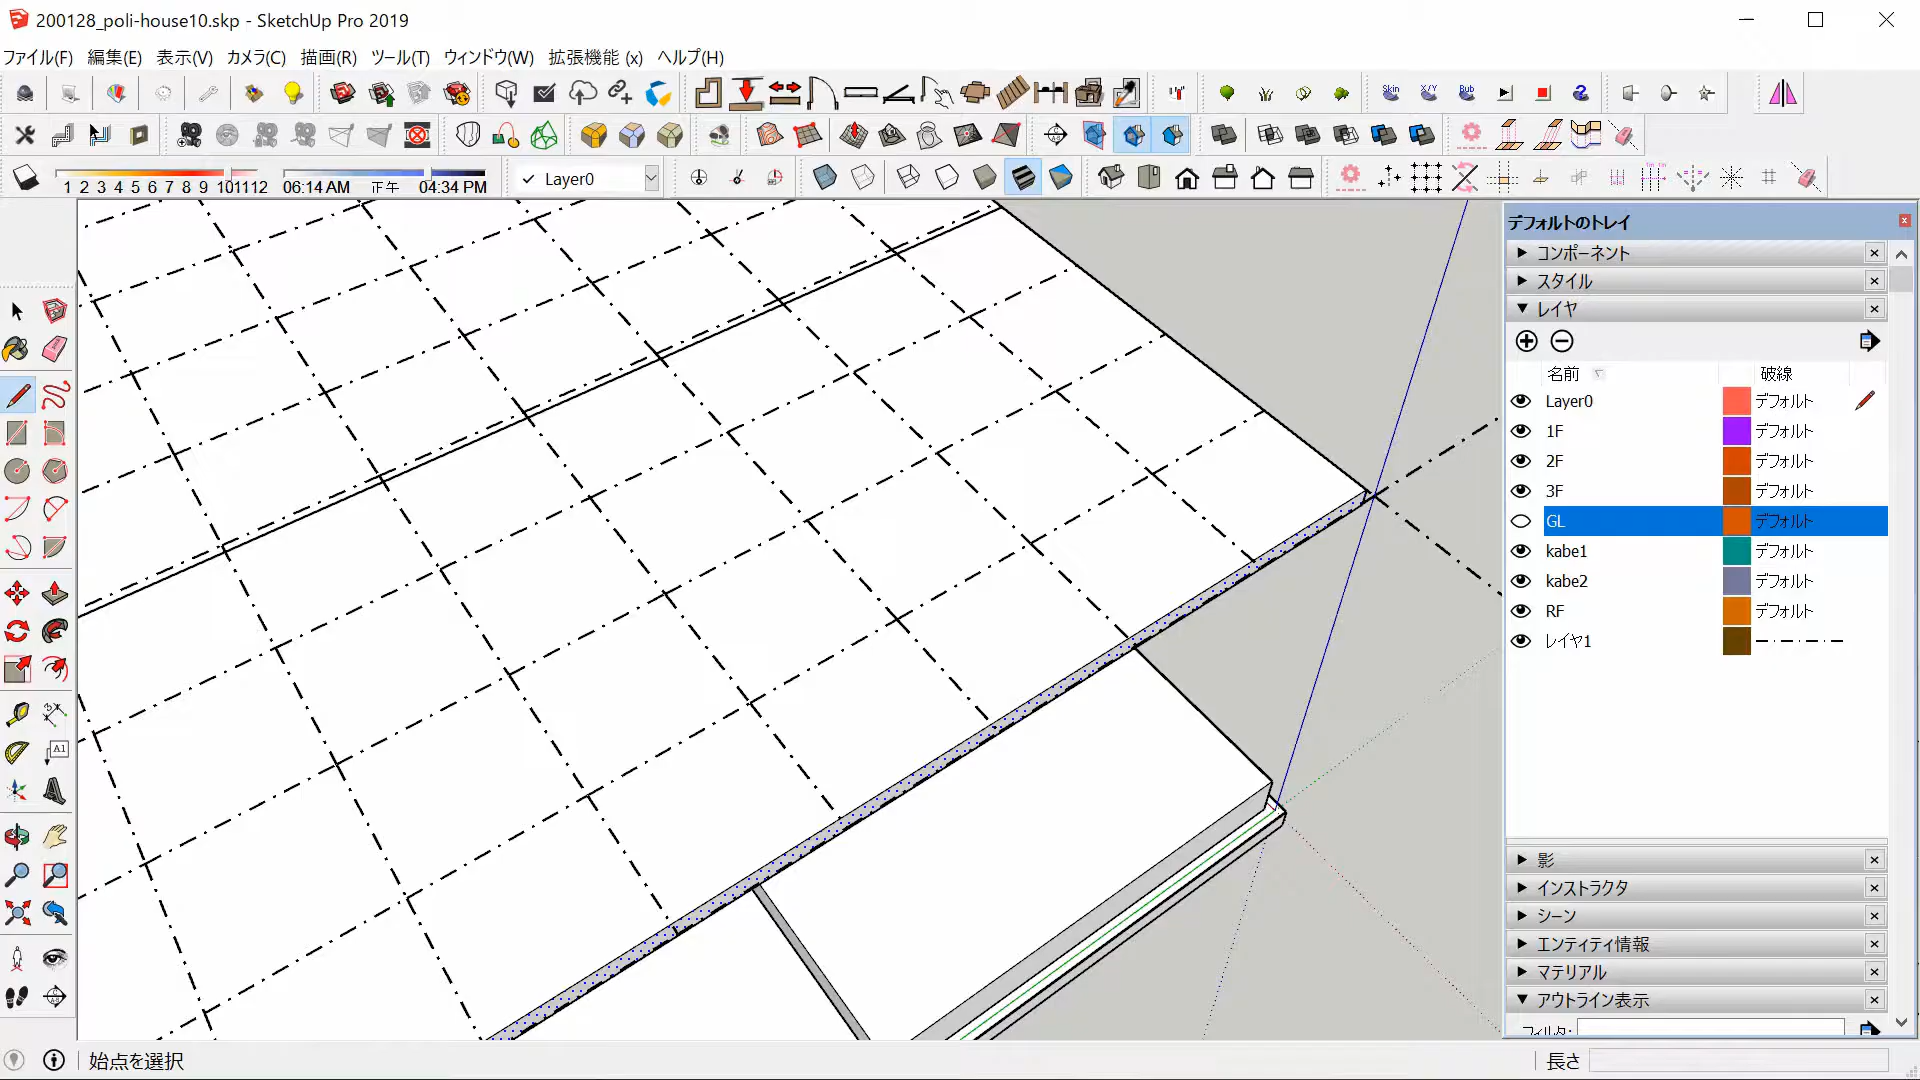 200128_poli-house10.skp - SketchUp Pro 2019
ファイル(F) 編集(E) 表示(V) カメラ(C) 描画(R) ツール(T) ウィンドウ(W) 拡張機能 (x) ヘルプ(H)
Skin X/Y Bub
1 2 3 4 5 6 7 8 9 101112 06:14 AM 正午 04:34 PM Layer0
デフォルトのトレイ
コンポーネント
スタイル
レイヤ
名前 破線
Layer0 デフォルト
1F デフォルト
2F デフォルト
3F デフォルト
GL デフォルト
kabe1 デフォルト
kabe2 デフォルト
RF デフォルト
レイヤ1
A1
影
インストラクタ
シーン
エンティティ情報
マテリアル
アウトライン表示
フィルタ:
始点を選択 長さ